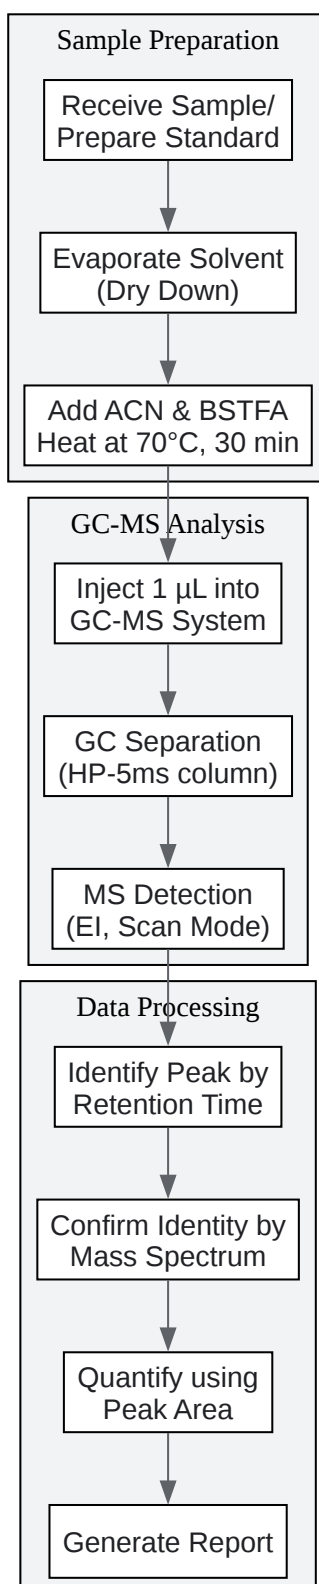 Sample Preparation
Receive Sample/
Prepare Standard
Evaporate Solvent
(Dry Down)
Add ACN & BSTFA
Heat at 70°C, 30 min
GC-MS Analysis
Inject 1 µL into
GC-MS System
GC Separation
(HP-5ms column)
MS Detection
(EI, Scan Mode)
Data Processing
Identify Peak by
Retention Time
Confirm Identity by
Mass Spectrum
Quantify using
Peak Area
Generate Report